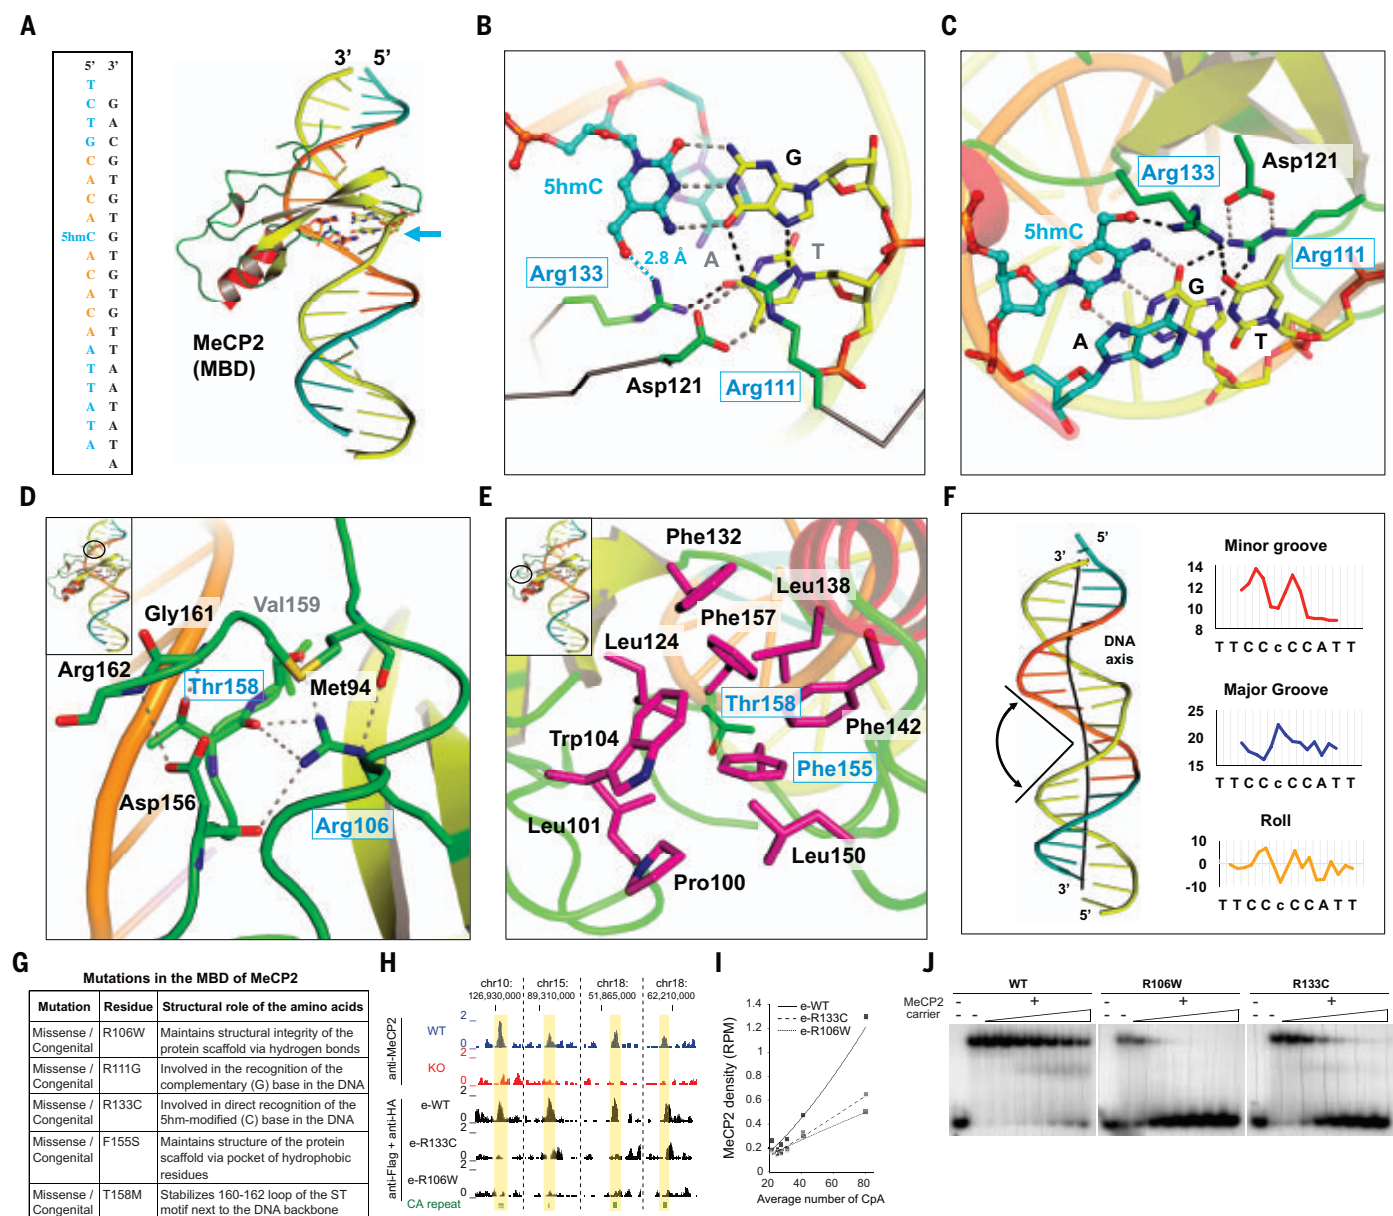 A
5' 3'
T
C G
T A
G C
C G
A T
C G
A T
5hmC G
A T
C G
A T
C G
A T
T A
T A
A T
T A
A T
A
3' 5'
MeCP2
(MBD)
B
5hmC
G
2.8 Å
A
T
Arg133
Asp121
Arg111
C
Arg133
Asp121
5hmC
Arg111
G
A
T
D
Gly161
Val159
Arg162
Thr158
Met94
Asp156
Arg106
E
Phe132
Leu138
Phe157
Leu124
Thr158
Trp104
Phe142
Phe155
Leu101
Leu150
Pro100
F
5'
3'
DNA
axis
3'
5'
Minor groove
14
12
10
8
T T C C c C C A T T
Major Groove
25
20
15
T T C C c C C A T T
Roll
10
0
-10
T T C C c C C A T T
G
Mutations in the MBD of MeCP2
Mutation Residue Structural role of the amino acids
Missense / Congenital R106W Maintains structural integrity of the protein scaffold via hydrogen bonds
Missense / Congenital R111G Involved in the recognition of the complementary (G) base in the DNA
Missense / Congenital R133C Involved in direct recognition of the 5hm-modified (C) base in the DNA
Missense / Congenital F155S Maintains structure of the protein scaffold via pocket of hydrophobic residues
Missense / Congenital T158M Stabilizes 160-162 loop of the ST motif next to the DNA backbone
H
chr10: chr15: chr18: chr18:
126,930,000 89,310,000 51,865,000 62,210,000
anti-MeCP2
2
WT
0
2
KO
0
anti-Flag + anti-HA
2
e-WT
0
2
e-R133C
0
2
e-R106W
0
CA repeat
I
MeCP2 density (RPM)
1.4
1.2
1
0.8
0.6
0.4
0.2
0
e-WT
e-R133C
e-R106W
20 40 60 80
Average number of CpA
J
WT R106W R133C
MeCP2 - + - + - +
carrier - - -